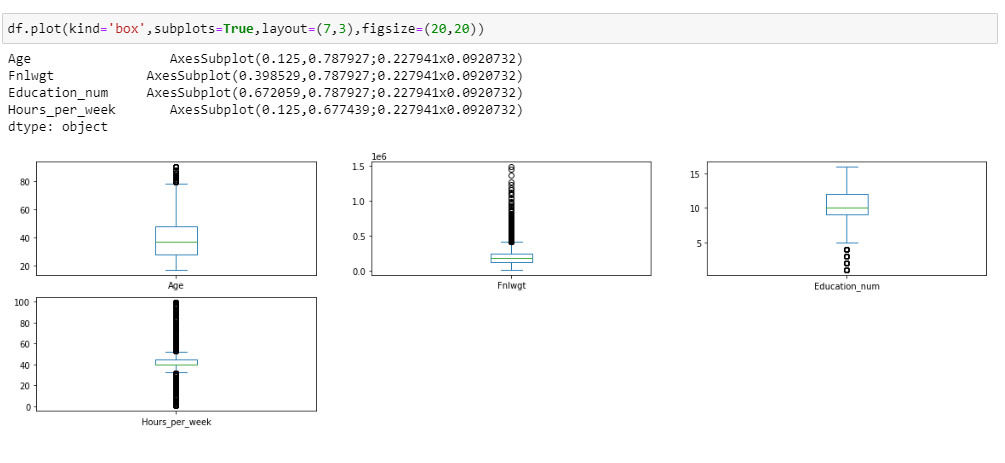 df.plot(kind='box',subplots=True,layout=(7,3),figsize=(20,20))
Age AxesSubplot(0.125,0.787927;0.227941x0.0920732)
Fnlwgt AxesSubplot(0.398529,0.787927;0.227941x0.0920732)
Education_num AxesSubplot(0.672059,0.787927;0.227941x0.0920732)
Hours_per_week AxesSubplot(0.125,0.677439;0.227941x0.0920732)
dtype: object
80
60
40
20
Age
1e6
1.5
1.0
0.5
0.0
Fnlwgt
15
10
5
Education_num
100
80
60
40
20
0
Hours_per_week